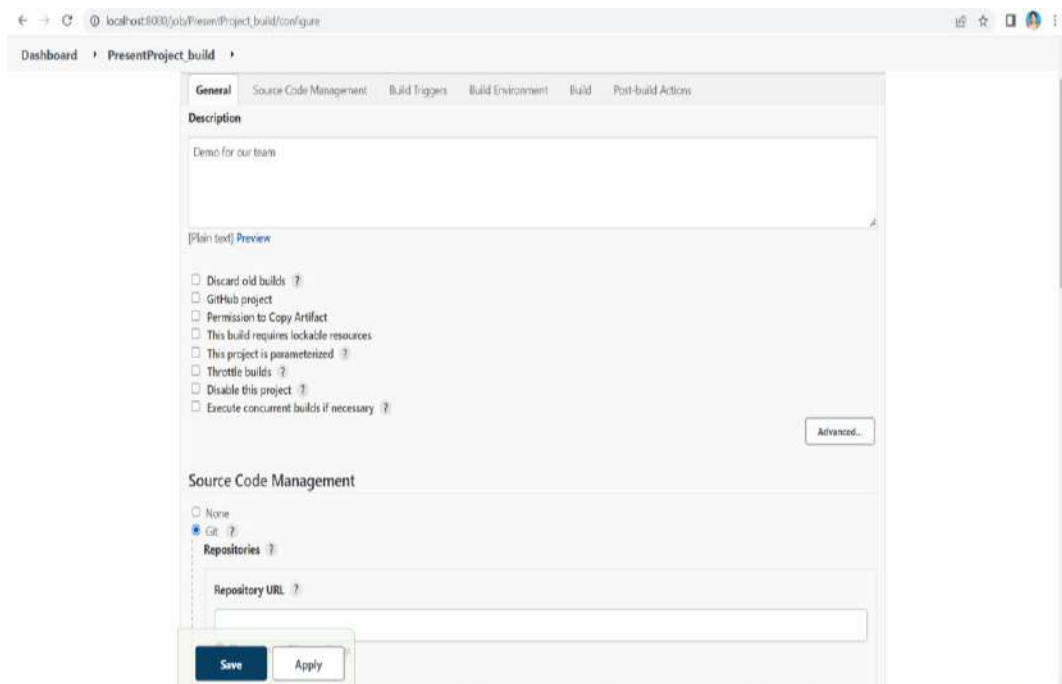 localhost:8080/job/PresentProject_build/configure
Dashboard PresentProject_build
General Source Code Management Build Triggers Build Environment Build Post-build Actions
Description
Demo for our team
[Plain text] Preview
Discard old builds ?
GitHub project
Permission to Copy Artifact
This build requires lockable resources
This project is parameterized ?
Throttle builds ?
Disable this project ?
Execute concurrent builds if necessary ?
Advanced...
Source Code Management
None
Git ?
Repositories ?
Repository URL ?
Save Apply